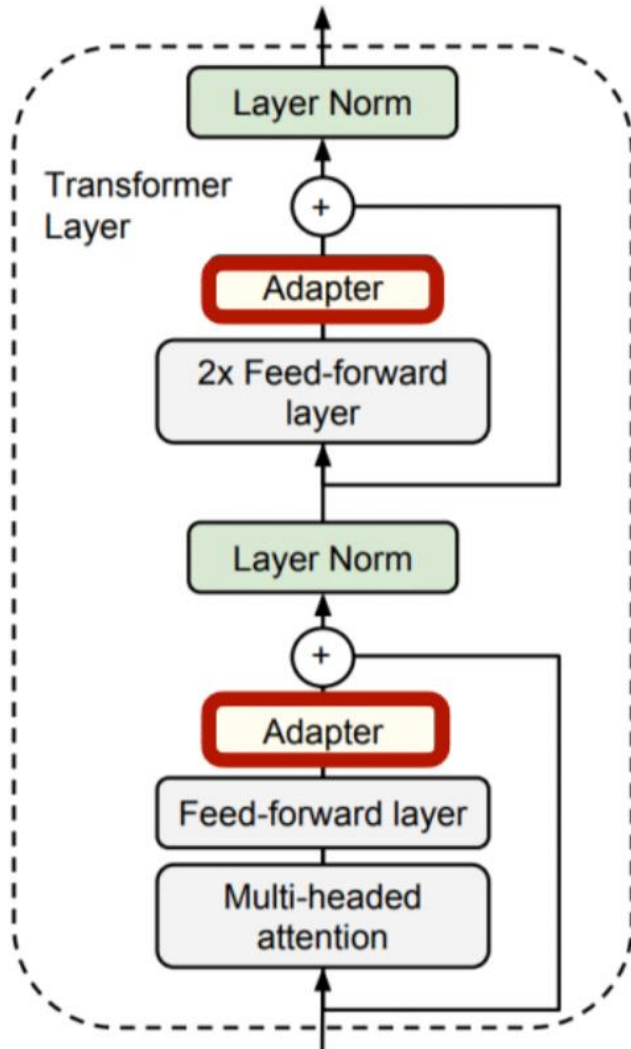 Layer Norm
Transformer
Layer
+
Adapter
2x Feed-forward
layer
Layer Norm
+
Adapter
Feed-forward layer
Multi-headed
attention